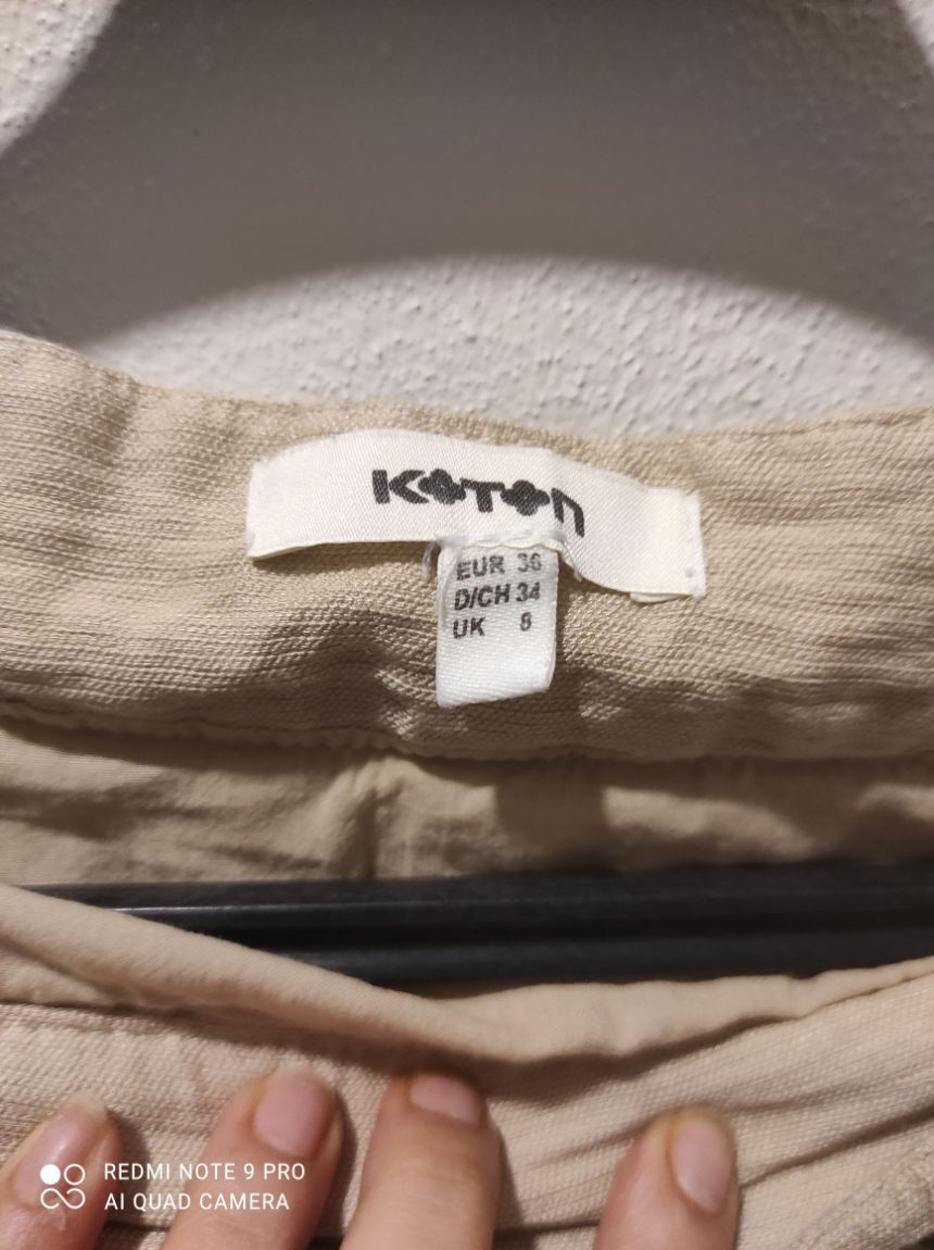 KOTON
EUR 36
D/CH 34
UK 8
REDMI NOTE 9 PRO
AI QUAD CAMERA